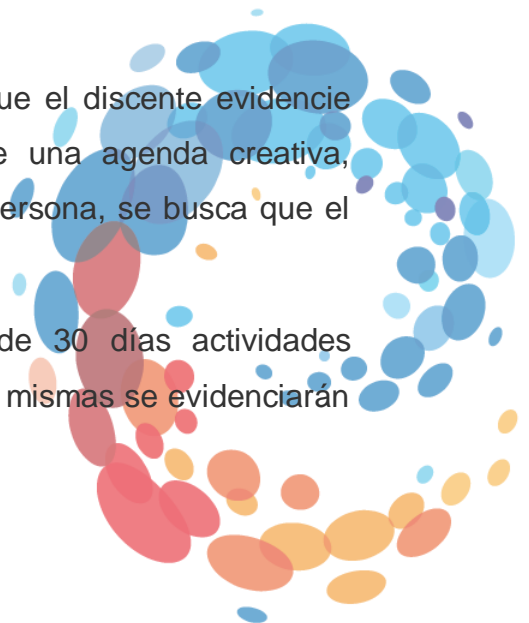 ue el discente evidencie
e una agenda creativa,
ersona, se busca que el
de 30 días actividades
mismas se evidenciarán